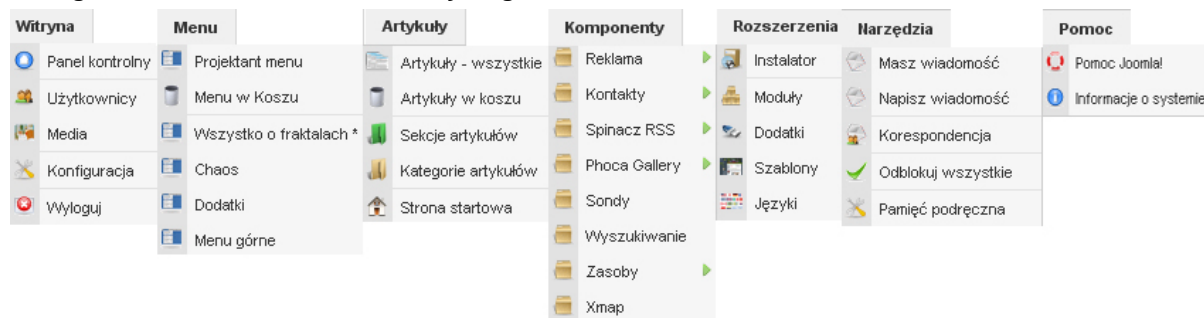 Witryna
Panel kontrolny
Użytkownicy
Media
Konfiguracja
Wyloguj
Menu
Projektant menu
Menu w Koszu
Wszystko o fraktalach *
Chaos
Dodatki
Menu górne
Artykuły
Artykuły - wszystkie
Artykuły w koszu
Sekcje artykułów
Kategorie artykułów
Strona startowa
Komponenty
Reklama
Kontakty
Spinacz RSS
Phoca Gallery
Sondy
Wyszukiwanie
Zasoby
Xmap
Rozszerzenia
Instalator
Moduły
Dodatki
Szablony
Języki
Narzędzia
Masz wiadomość
Napisz wiadomość
Korespondencja
Odblokuj wszystkie
Pamięć podręczna
Pomoc
Pomoc Joomla!
Informacje o systemie